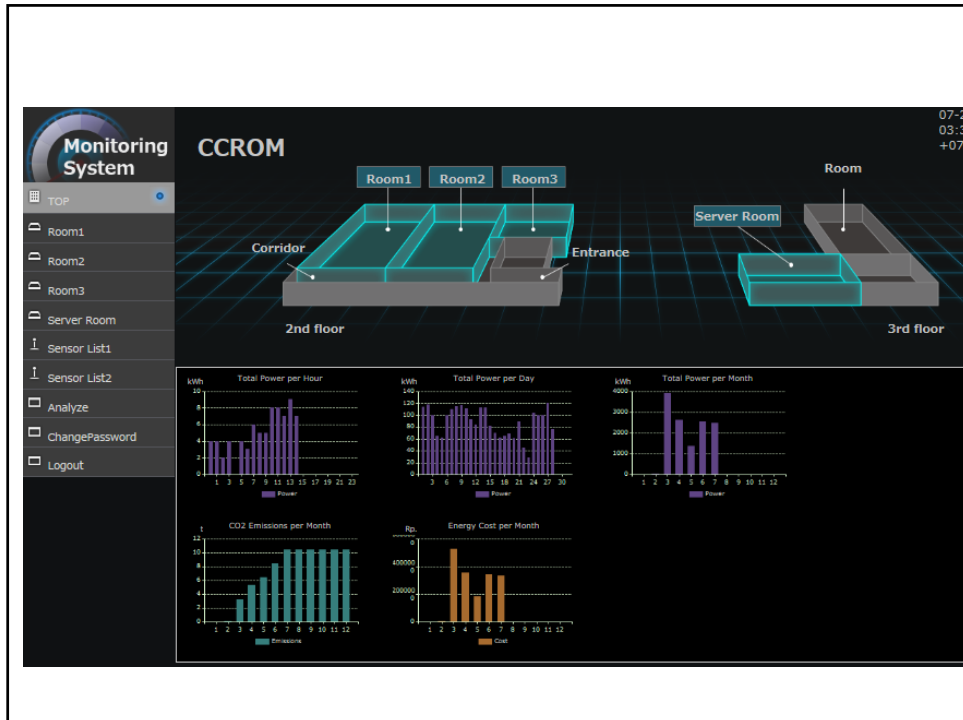 Monitoring
System
TOP
Room1
Room2
Room3
Server Room
Sensor List1
Sensor List2
Analyze
ChangePassword
Logout
CCROM
+07
Room1 Room2 Room3
Room
Server Room
Corridor
Entrance
2nd floor
3rd floor
Total Power per Hour
kWh
10
8
6
4
2
0
1 3 5 7 9 11 13 15 17 19 21 23
Power
Total Power per Day
kWh
140
120
100
80
60
40
20
0
3 6 9 12 15 18 21 24 27 30
Power
Total Power per Month
kWh
4000
3000
2000
1000
0
1 2 3 4 5 6 7 8 9 10 11 12
Power
CO2 Emissions per Month
t
12
10
8
6
4
2
0
1 2 3 4 5 6 7 8 9 10 11 12
Emissions
Energy Cost per Month
Rp.
0
400000
0
200000
0
0
1 2 3 4 5 6 7 8 9 10 11 12
Cost